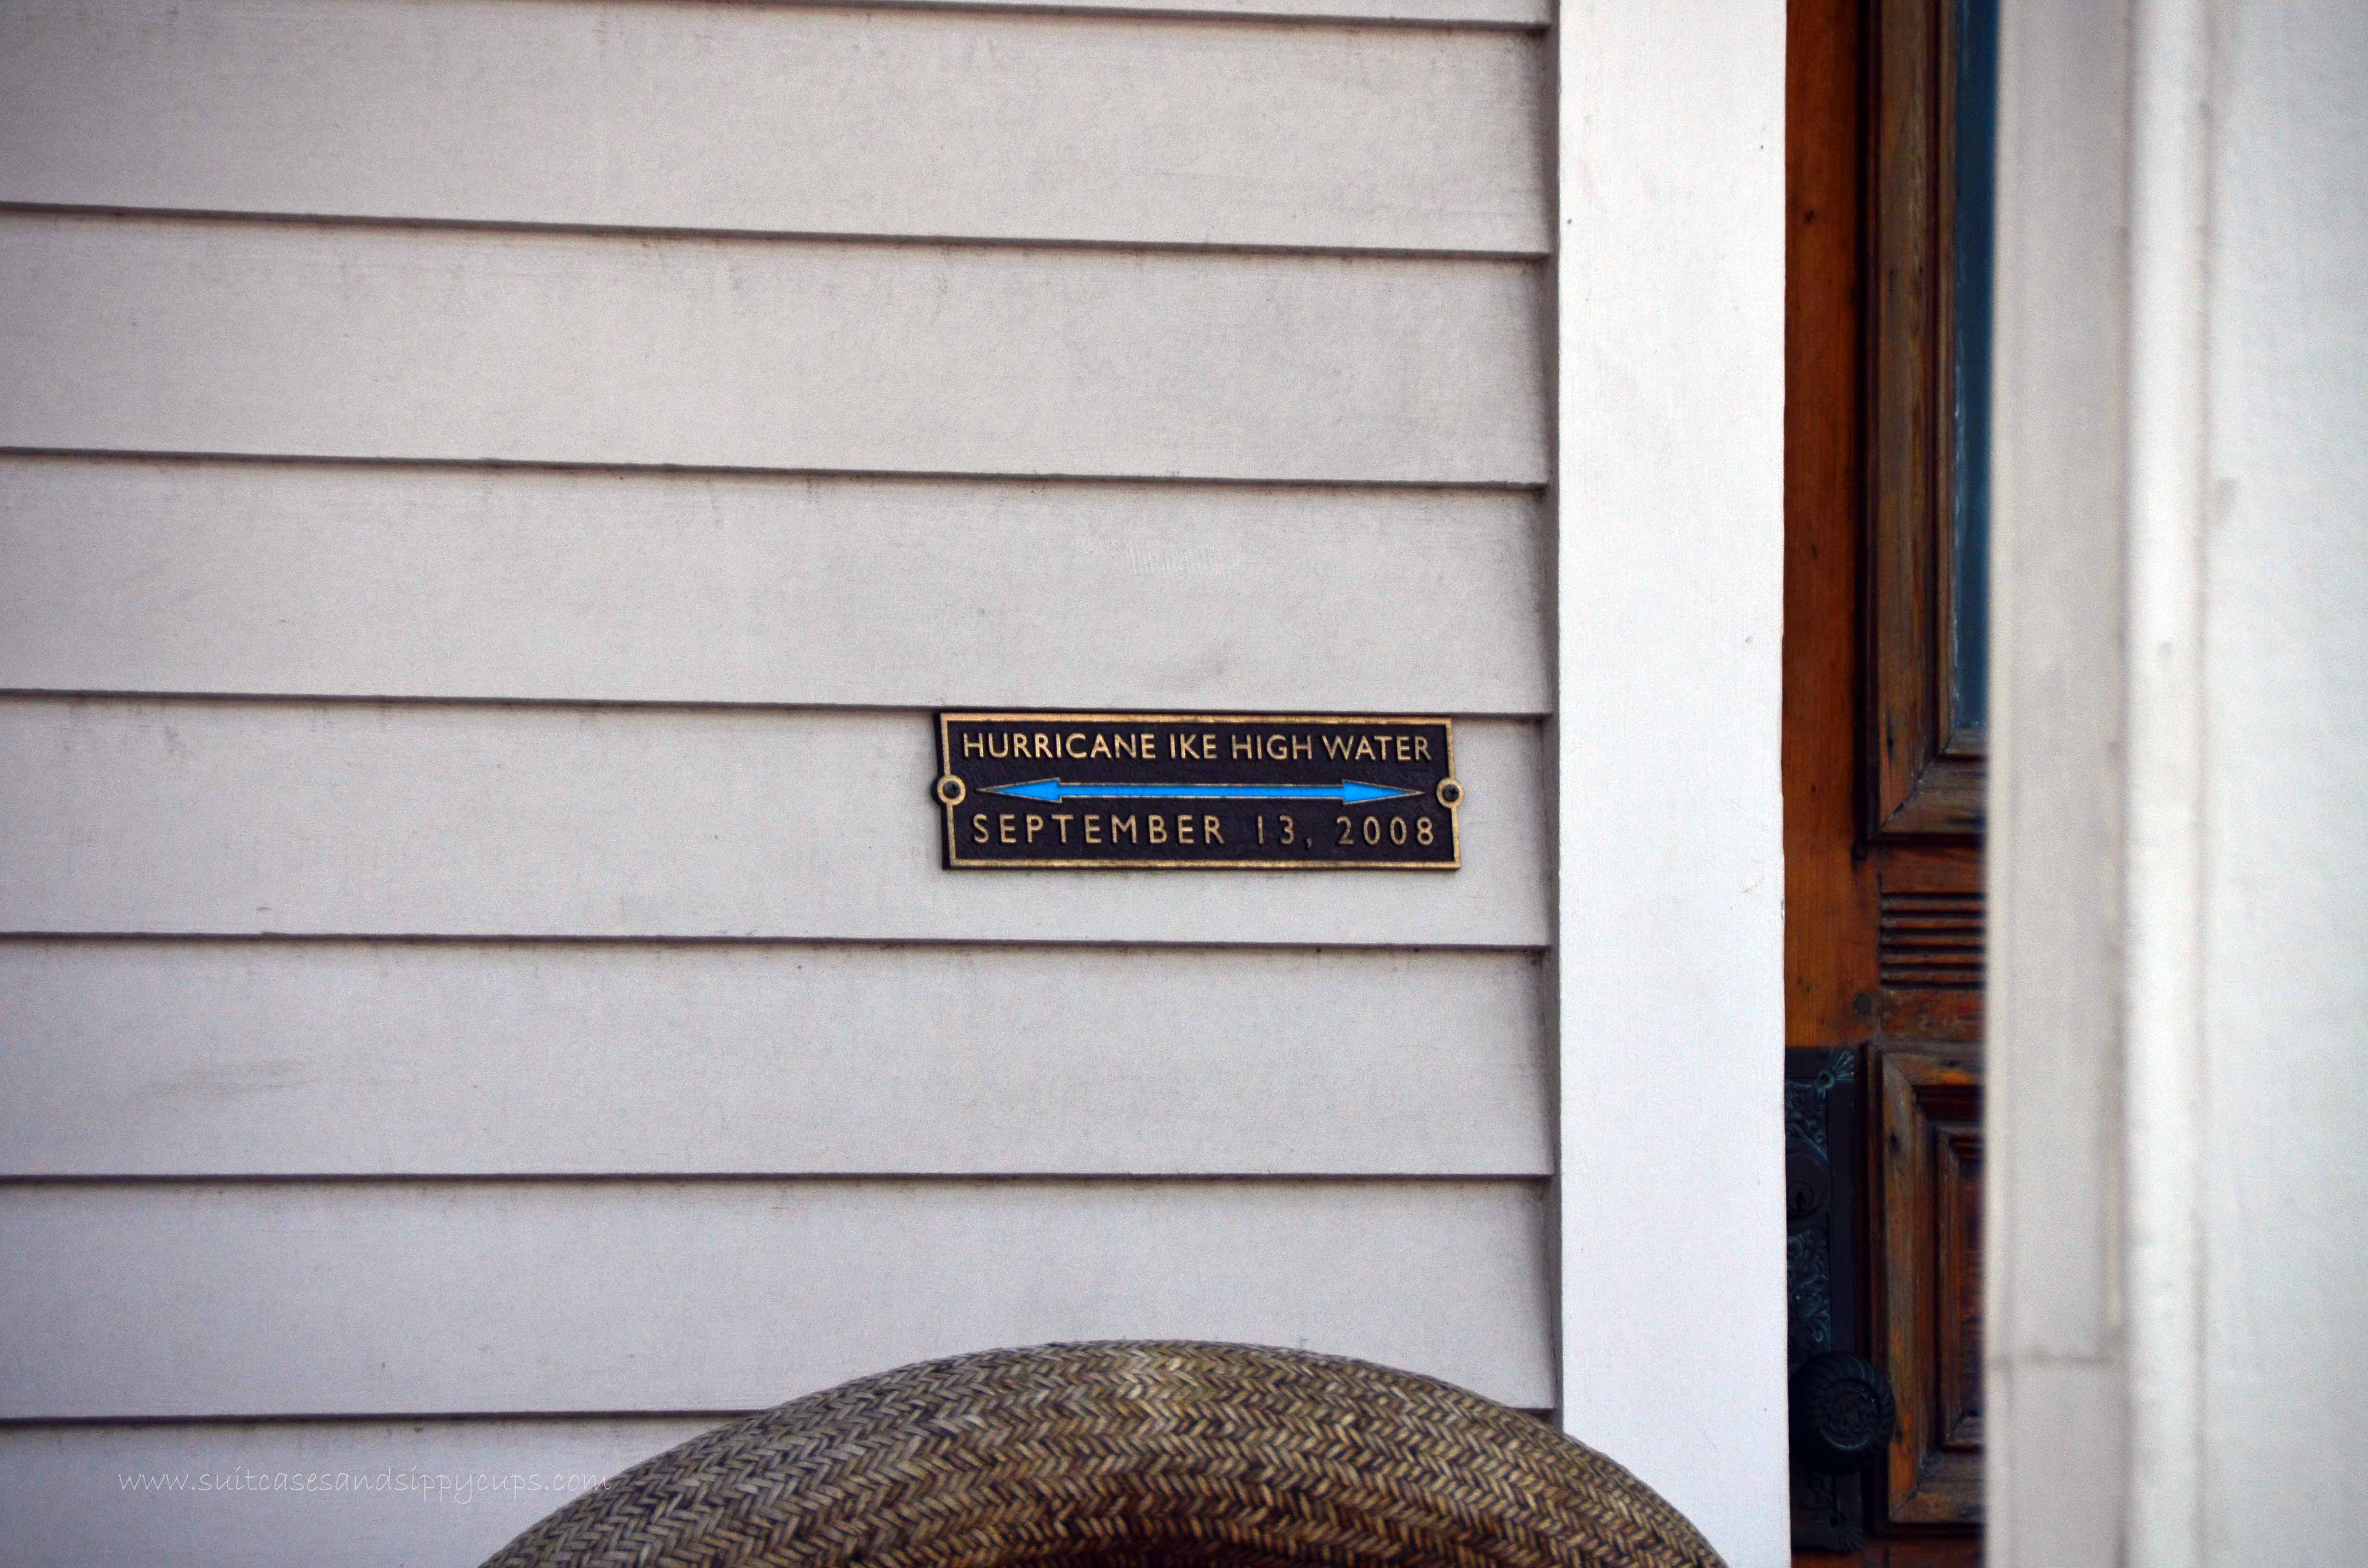 HURRICANE IKE HIGH WATER
SEPTEMBER 13, 2008
www.suitcasesandsippycups.com